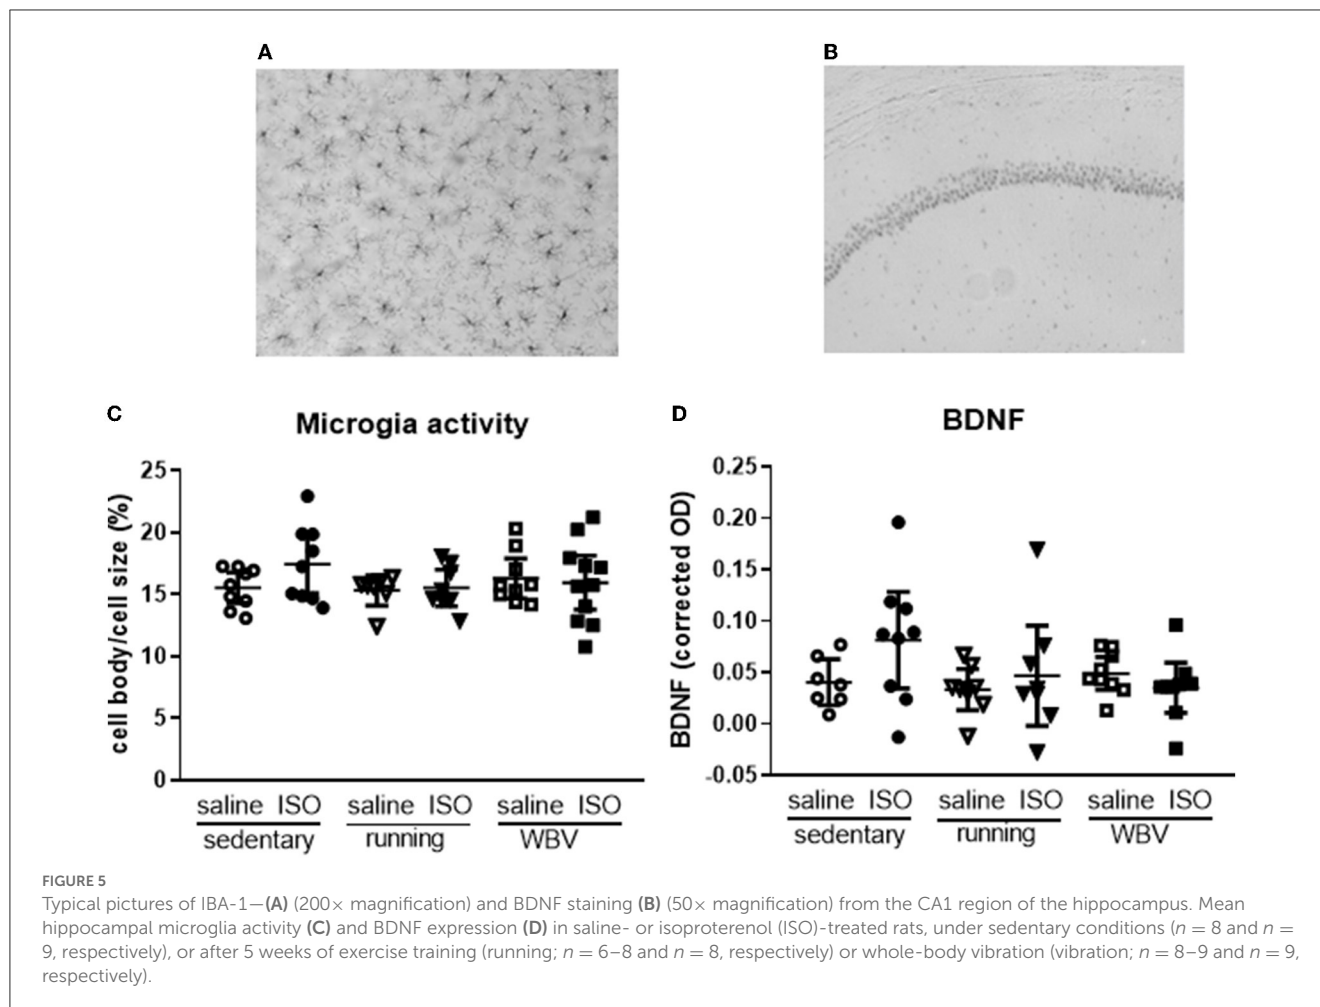 A
B
C
Microgia activity
cell body/cell size (%)
25
20
15
10
5
0
saline ISO saline ISO saline ISO
sedentary running WBV
D
BDNF
BDNF (corrected OD)
0.25
0.20
0.15
0.10
0.05
0.00
-0.05
saline ISO saline ISO saline ISO
sedentary running WBV
FIGURE 5
Typical pictures of IBA-1—(A) (200× magnification) and BDNF staining (B) (50× magnification) from the CA1 region of the hippocampus. Mean
hippocampal microglia activity (C) and BDNF expression (D) in saline- or isoproterenol (ISO)-treated rats, under sedentary conditions (n = 8 and n =
9, respectively), or after 5 weeks of exercise training (running; n = 6–8 and n = 8, respectively) or whole-body vibration (vibration; n = 8–9 and n = 9,
respectively).